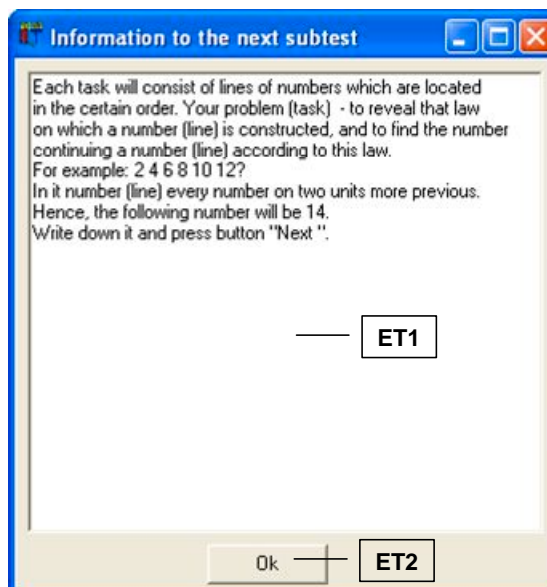 Information to the next subtest
Each task will consist of lines of numbers which are located
in the certain order. Your problem (task)  - to reveal that law
on which a number (line) is constructed, and to find the number
continuing a number (line) according to this law.
For example: 2 4 6 8 10 12?
In it number (line) every number on two units more previous.
Hence, the following number will be 14.
Write down it and press button "Next ".
ET1
Ok
ET2